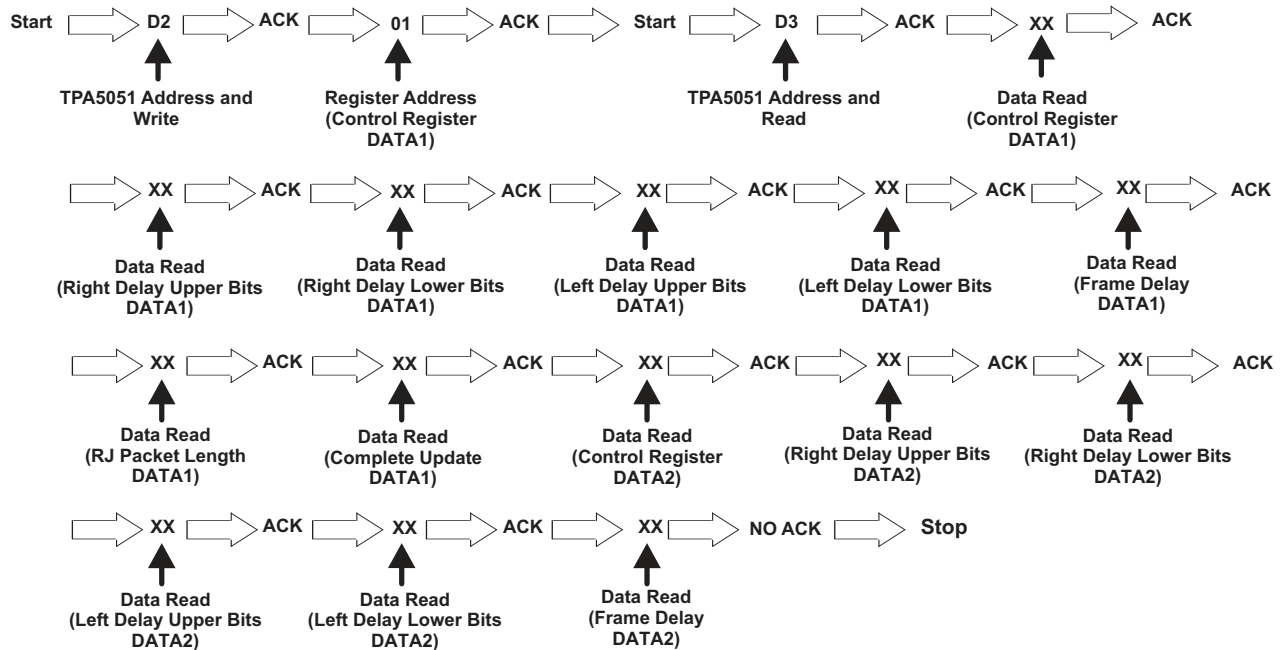 Start D2 ACK 01 ACK Start D3 ACK XX ACK
TPA5051 Address and
Write
Register Address
(Control Register
DATA1)
TPA5051 Address and
Read
Data Read
(Control Register
DATA1)
XX ACK XX ACK XX ACK XX ACK XX ACK
Data Read
(Right Delay Upper Bits
DATA1)
Data Read
(Right Delay Lower Bits
DATA1)
Data Read
(Left Delay Upper Bits
DATA1)
Data Read
(Left Delay Lower Bits
DATA1)
Data Read
(Frame Delay
DATA1)
XX ACK XX ACK XX ACK XX ACK XX ACK
Data Read
(RJ Packet Length
DATA1)
Data Read
(Complete Update
DATA1)
Data Read
(Control Register
DATA2)
Data Read
(Right Delay Upper Bits
DATA2)
Data Read
(Right Delay Lower Bits
DATA2)
XX ACK XX ACK XX NO ACK Stop
Data Read
(Left Delay Upper Bits
DATA2)
Data Read
(Left Delay Lower Bits
DATA2)
Data Read
(Frame Delay
DATA2)